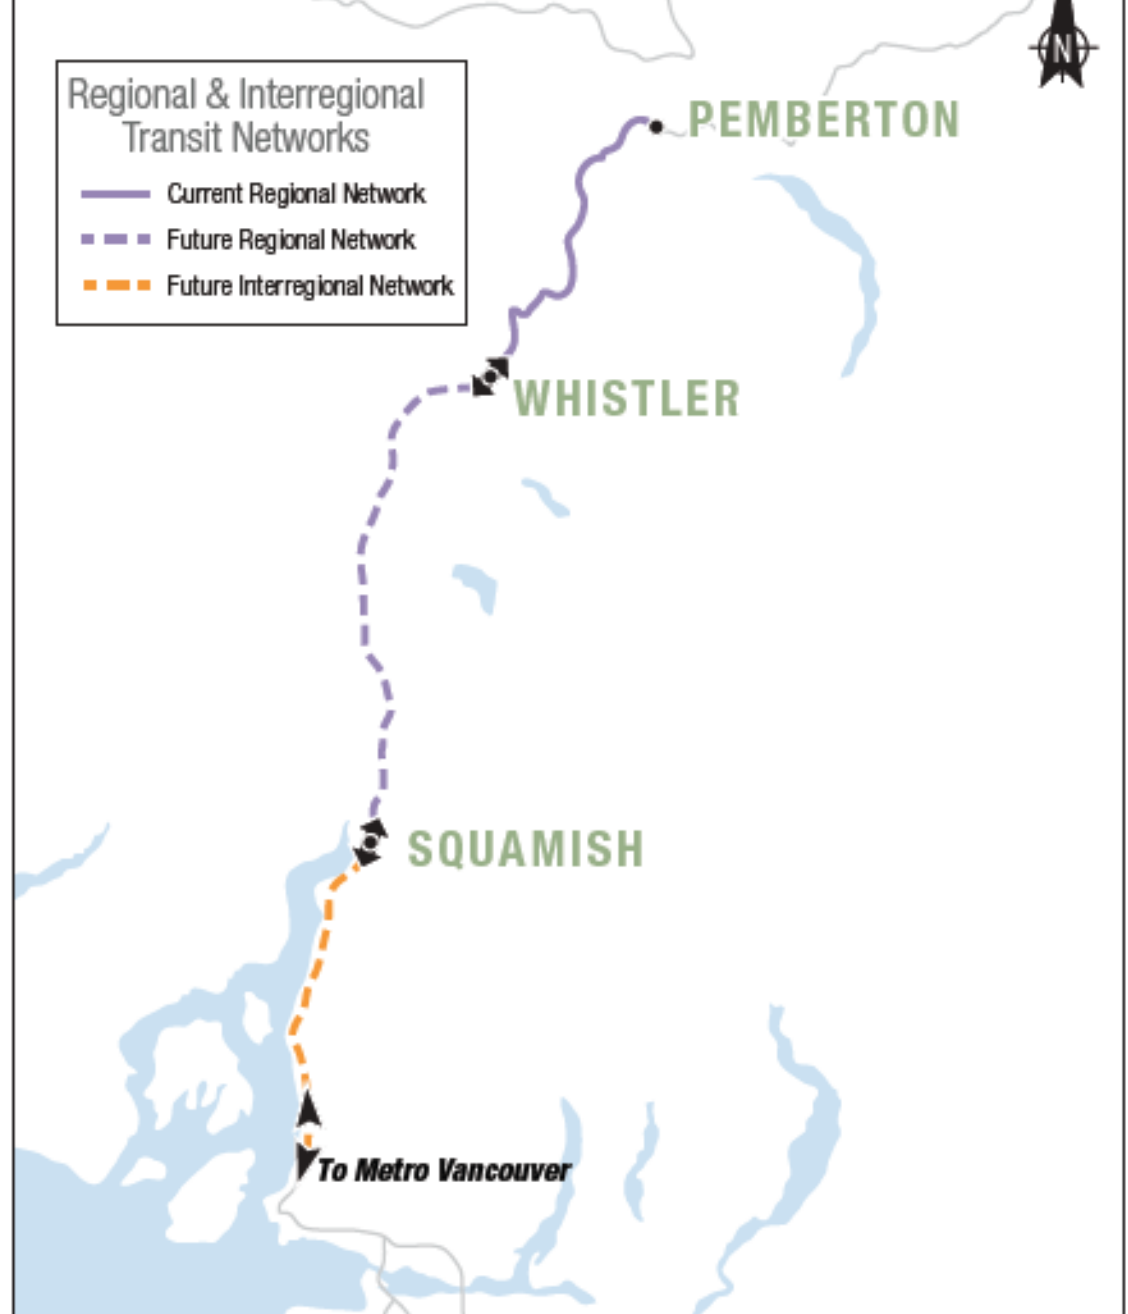 N
Regional & Interregional
Transit Networks
Current Regional Network
Future Regional Network
Future Interregional Network
PEMBERTON
WHISTLER
SQUAMISH
To Metro Vancouver